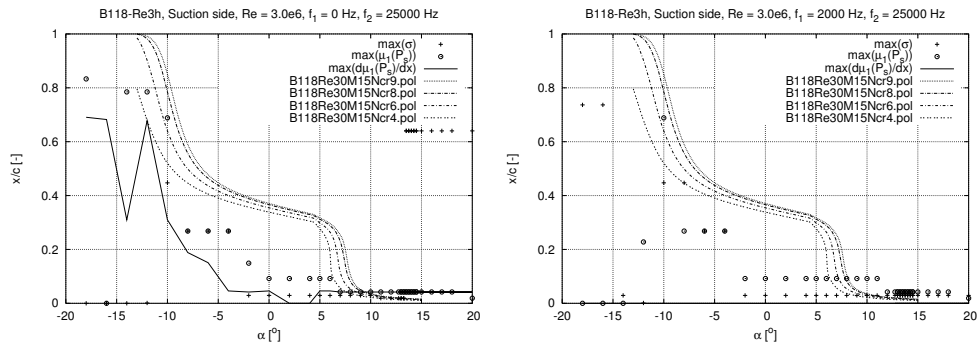 B118-Re3h, Suction side, Re = 3.0e6, f₁ = 0 Hz, f₂ = 25000 Hz
1
0.8
0.6
0.4
0.2
0
x/c [-]
max(σ)
max(μ₁(Pₛ))
max(dμ₁(Pₛ)/dx)
B118Re30M15Ncr9.pol
B118Re30M15Ncr8.pol
B118Re30M15Ncr6.pol
B118Re30M15Ncr4.pol
-20 -15 -10 -5 0 5 10 15 20
α [°]
B118-Re3h, Suction side, Re = 3.0e6, f₁ = 2000 Hz, f₂ = 25000 Hz
1
0.8
0.6
0.4
0.2
0
x/c [-]
max(σ)
max(μ₁(Pₛ))
max(dμ₁(Pₛ)/dx)
B118Re30M15Ncr9.pol
B118Re30M15Ncr8.pol
B118Re30M15Ncr6.pol
B118Re30M15Ncr4.pol
-20 -15 -10 -5 0 5 10 15 20
α [°]